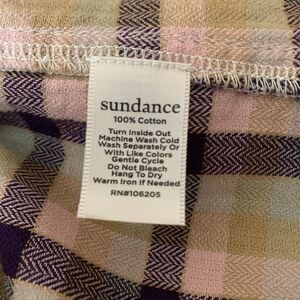 sundance
100% Cotton
Turn Inside Out
Machine Wash Cold
Wash Separately Or
With Like Colors
Gentle Cycle
Do Not Bleach
Hang To Dry
Warm Iron If Needed
RN#106205